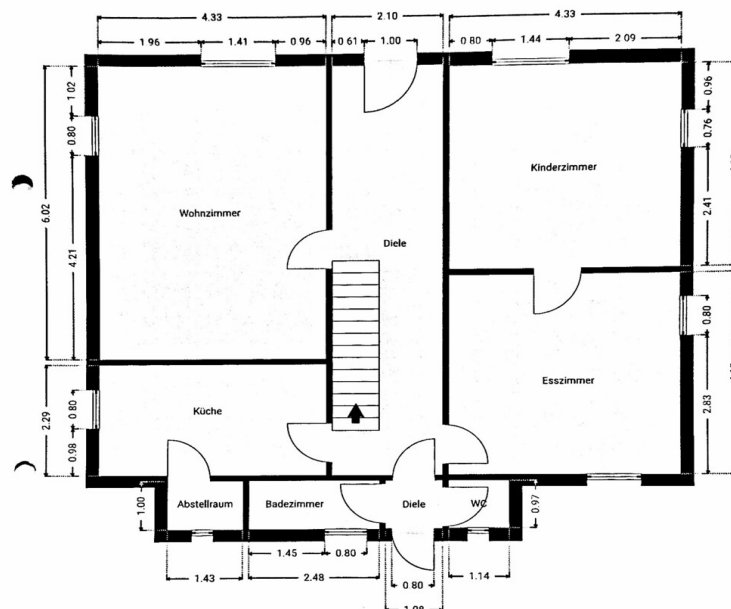 4.33 2.10 4.33
1.96 1.41 0.96 0.61 1.00 0.80 1.44 2.09
1.02
0.80
6.02
4.21
2.29
0.80
0.98
1.00
0.96
0.76
2.41
0.80
2.83
0.97
Wohnzimmer
Diele
Kinderzimmer
Esszimmer
Küche
Abstellraum
Badezimmer
Diele
WC
1.45 0.80
1.43 2.48 0.80 1.14
1.08